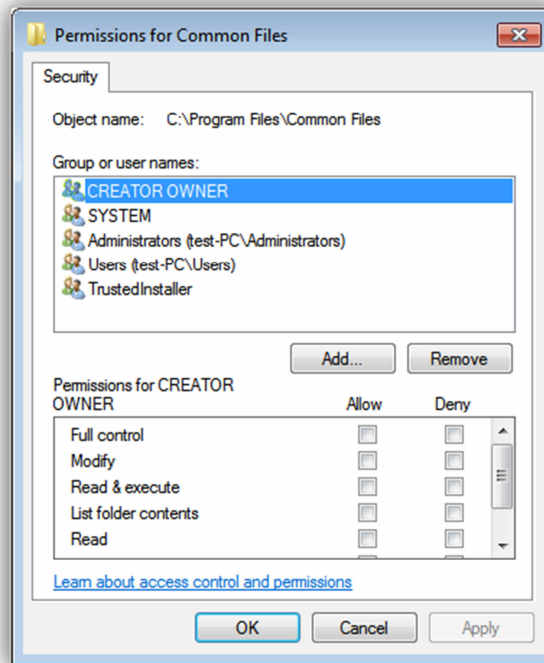 Permissions for Common Files
Security
Object name: C:\Program Files\Common Files
Group or user names:
CREATOR OWNER
SYSTEM
Administrators (test-PC\Administrators)
Users (test-PC\Users)
TrustedInstaller
Add... Remove
Permissions for CREATOR
OWNER Allow Deny
Full control
Modify
Read & execute
List folder contents
Read
Learn about access control and permissions
OK Cancel Apply